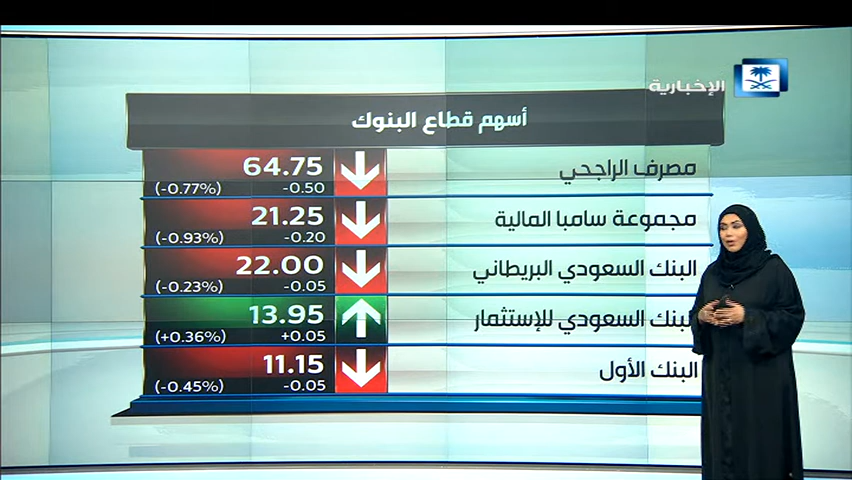 الإخبارية
أسهم قطاع البنوك
مصرف الراجحي 64.75
-0.50 (-0.77%)
مجموعة سامبا المالية 21.25
-0.20 (-0.93%)
البنك السعودي البريطاني 22.00
-0.05 (-0.23%)
البنك السعودي للإستثمار 13.95
+0.05 (+0.36%)
البنك الأول 11.15
-0.05 (-0.45%)